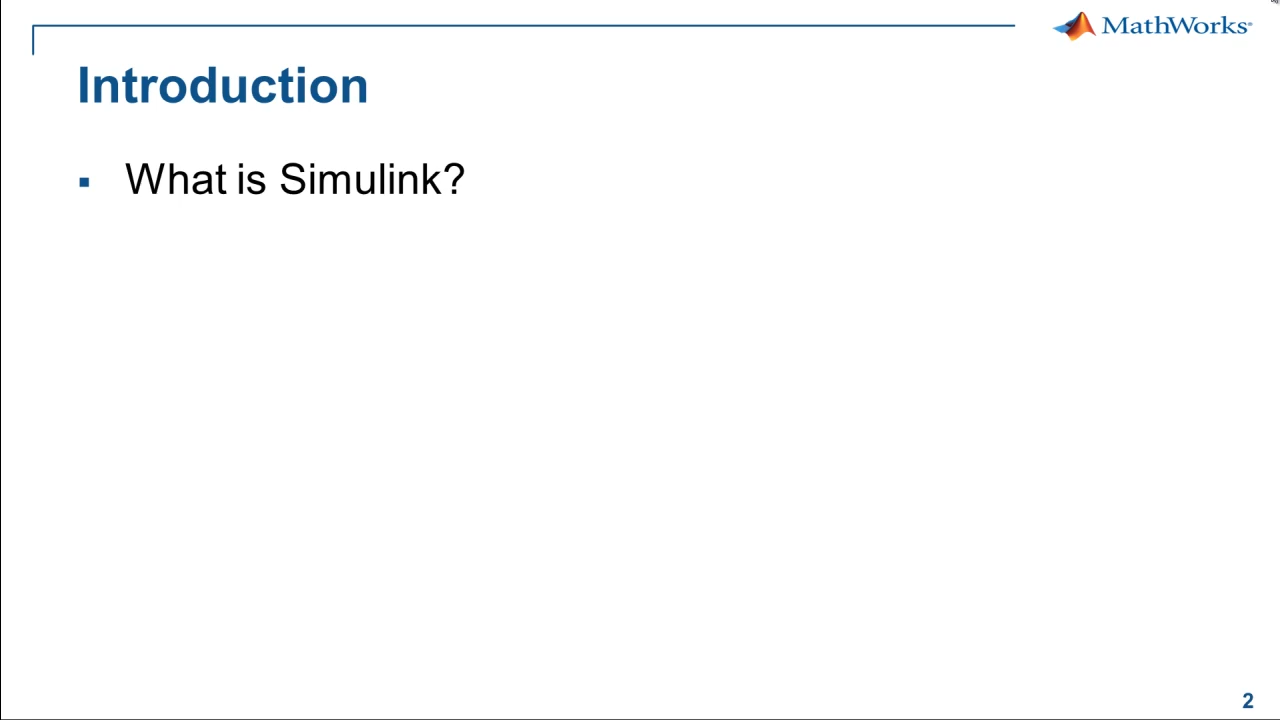 MathWorks®
Introduction
▪ What is Simulink?
2